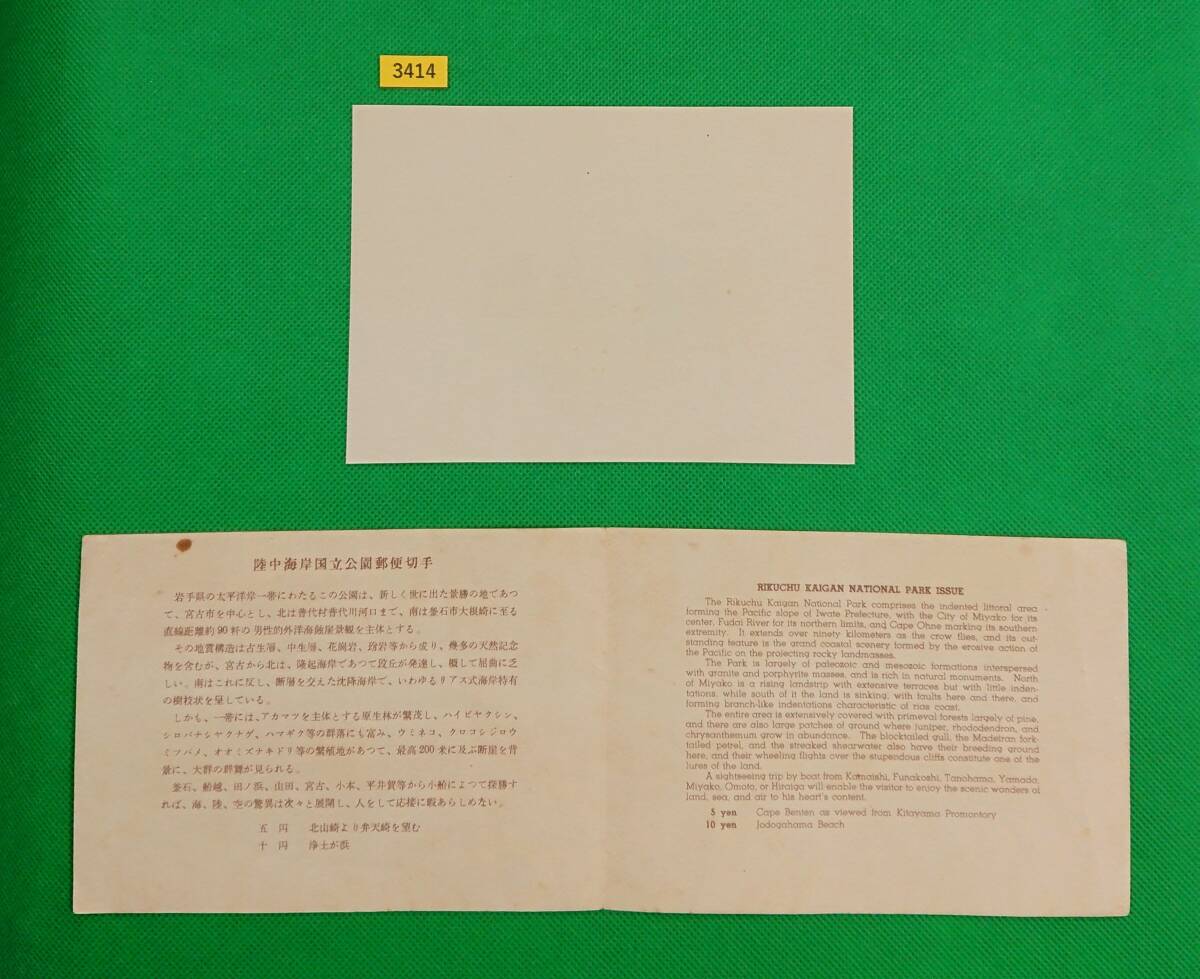 3414
陸中海岸国立公園郵便切手
岩手県の太平洋岸一帯にわたるこの公園は、新しく世に出た景勝の地であつ
て、宮古市を中心とし、北は普代村普代川河口まで、南は釜石市大根崎に至る
直線距離約90粁の男性的外洋海蝕崖景観を主体とする。
その地質構造は古生層、中生層、花崗岩、玢岩等から成り、幾多の天然記念
物を含むが、宮古から北は、隆起海岸であつて段丘が発達し、概して屈曲に乏
しい。南はこれに反し、断層を交えた沈降海岸で、いわゆるリアス式海岸特有
の樹枝状を呈している。
しかも、一帯には、アカマツを主体とする原生林が繁茂し、ハイビヤクシン、
シロバナシヤクナゲ、ハマギク等の群落にも富み、ウミネコ、クロコシジロウ
ミツバメ、オオミズナキドリ等の繁殖地があつて、最高200米に及ぶ断崖を背
景に、大群の群舞が見られる。
釜石、船越、田ノ浜、山田、宮古、小本、平井賀等から小船によつて探勝す
れば、海、陸、空の驚異は次々と展開し、人をして応接に暇あらしめない。
五円 北山崎より弁天崎を望む
十円 浄土が浜
RIKUCHU KAIGAN NATIONAL PARK ISSUE
The Rikuchu Kaigan National Park comprises the indented littoral area
forming the Pacific slope of Iwate Prefecture, with the City of Miyako for its
center, Fudai River for its northern limits, and Cape Ohne marking its southern
extremity. It extends over ninety kilometers as the crow flies, and its out-
standing feature is the grand coastal scenery formed by the erosive action of
the Pacific on the projecting rocky landmasses.
The Park is largely of paleozoic and mesozoic formations interspersed
with granite and porphyrite masses, and is rich in natural monuments. North
of Miyako is a rising landstrip with extensive terraces but with little inden-
tations, while south of it the land is sinking, with faults here and there, and
forming branch-like indentations characteristic of rias coast.
The entire area is extensively covered with primeval forests largely of pine,
and there are also large patches of ground where juniper, rhododendron, and
chrysanthemum grow in abundance. The blocktailed gull, the Madeiran fork-
tailed petrel, and the streaked shearwater also have their breeding ground
here, and their wheeling flights over the stupendous cliffs constitute one of the
lures of the land.
A sightseeing trip by boat from Kamaishi, Funakoshi, Tanohama, Yamada,
Miyako, Omoto, or Hiraiga will enable the visitor to enjoy the scenic wonders of
land, sea, and air to his heart's content.
5 yen Cape Benten as viewed from Kitayama Promontory
10 yen Jodogahama Beach